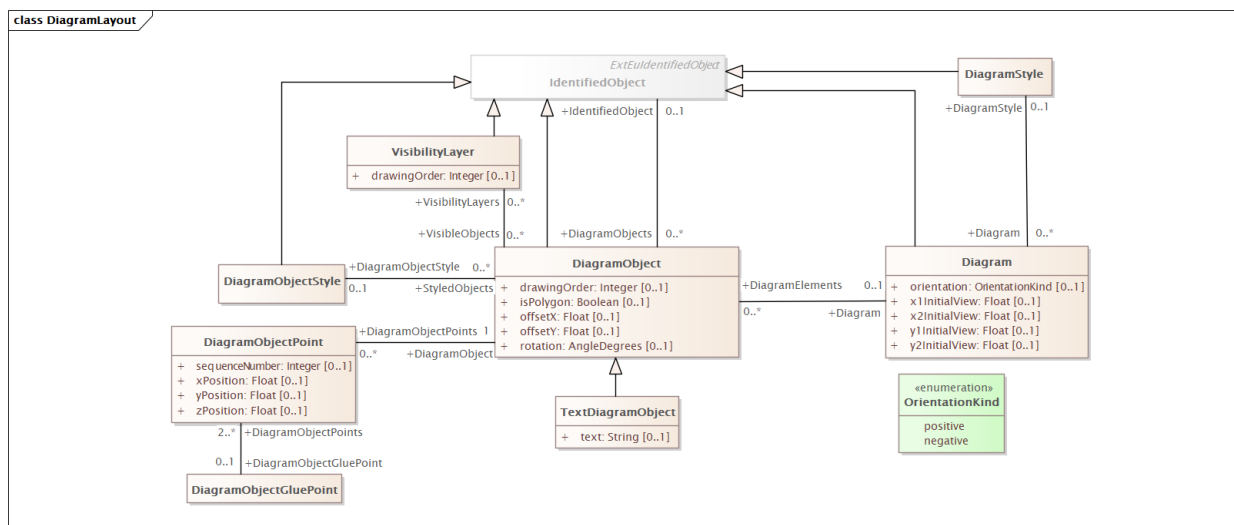 class DiagramLayout
ExtEuIdentifiedObject
IdentifiedObject
DiagramStyle
+DiagramStyle 0..1
+IdentifiedObject 0..1
VisibilityLayer
+ drawingOrder: Integer [0..1]
+VisibilityLayers 0..*
+VisibleObjects 0..*
+DiagramObjects 0..*
+Diagram 0..*
DiagramObjectStyle
+DiagramObjectStyle 0..*
0..1 +StyledObjects
DiagramObject
+ drawingOrder: Integer [0..1]
+ isPolygon: Boolean [0..1]
+ offsetX: Float [0..1]
+ offsetY: Float [0..1]
+ rotation: AngleDegrees [0..1]
+DiagramElements 0..1
0..* +Diagram
Diagram
+ orientation: OrientationKind [0..1]
+ x1InitialView: Float [0..1]
+ x2InitialView: Float [0..1]
+ y1InitialView: Float [0..1]
+ y2InitialView: Float [0..1]
DiagramObjectPoint
+ sequenceNumber: Integer [0..1]
+ xPosition: Float [0..1]
+ yPosition: Float [0..1]
+ zPosition: Float [0..1]
+DiagramObjectPoints 1
0..* +DiagramObject
TextDiagramObject
+ text: String [0..1]
«enumeration»
OrientationKind
positive
negative
2..* +DiagramObjectPoints
0..1 +DiagramObjectGluePoint
DiagramObjectGluePoint